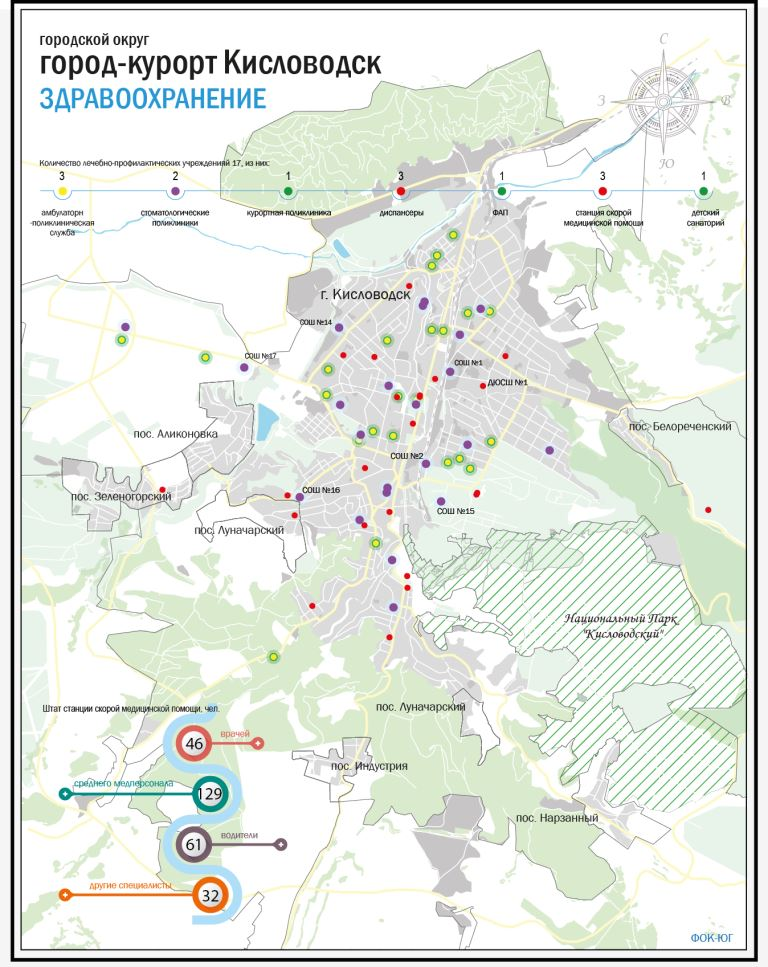 городской округ
город-курорт Кисловодск
ЗДРАВООХРАНЕНИЕ
С
З
В
Ю
Количество лечебно-профилактических учреждениия 17, из них:
3
2
1
3
1
3
1
амбулаторн
-поликлиническая
служба
стоматологические
поликлиники
курортная поликлиника
диспансеры
ФАП
станция скорой
медицинской помощи
детский
санаторий
г. Кисловодск
СОШ №14
СОШ №17
СОШ №1
ДЮСШ №1
пос. Аликоновка
пос. Белореченский
СОШ №2
пос. Зеленогорский
СОШ №16
СОШ №15
пос. Луначарский
Национальный Парк
"Кисловодский"
Штат станции скорой медицинской помощи, чел.
пос. Луначарский
46
врачей
пос. Индустрия
среднего медперсонала
129
пос. Нарзанный
61
водители
другие специалисты
32
ФОК-ЮГ